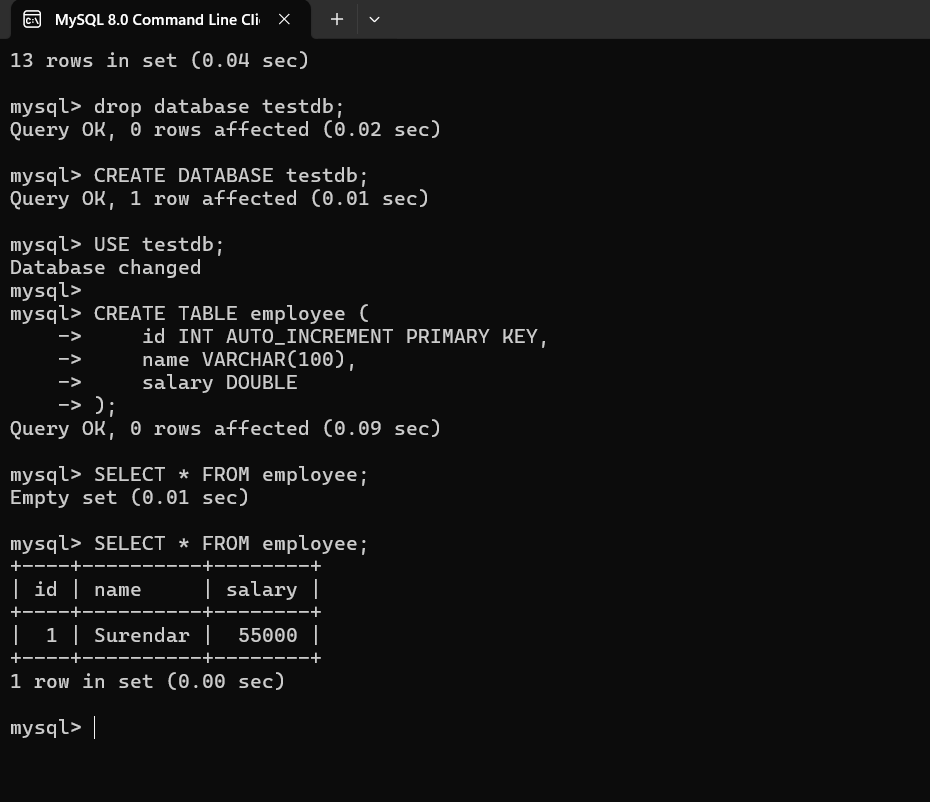 MySQL 8.0 Command Line Cli
13 rows in set (0.04 sec)
mysql> drop database testdb;
Query OK, 0 rows affected (0.02 sec)
mysql> CREATE DATABASE testdb;
Query OK, 1 row affected (0.01 sec)
mysql> USE testdb;
Database changed
mysql>
mysql> CREATE TABLE employee (
    ->     id INT AUTO_INCREMENT PRIMARY KEY,
    ->     name VARCHAR(100),
    ->     salary DOUBLE
    -> );
Query OK, 0 rows affected (0.09 sec)
mysql> SELECT * FROM employee;
Empty set (0.01 sec)
mysql> SELECT * FROM employee;
+----+----------+--------+
| id | name     | salary |
+----+----------+--------+
|  1 | Surendar |  55000 |
+----+----------+--------+
1 row in set (0.00 sec)
mysql>